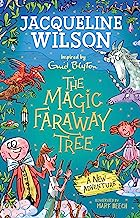 JACQUELINE
WILSON
inspired by
Enid Blyton
THE
MAGIC
FARAWAY
TREE
A NEW
ADVENTURE
ILLUSTRATED BY
MARK BEECH